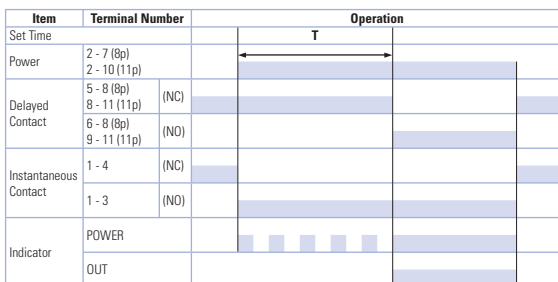 Item Terminal Number Operation
Set Time T
Power 2 - 7 (8p)
2 - 10 (11p)
Delayed Contact 5 - 8 (8p)
8 - 11 (11p) (NC)
6 - 8 (8p)
9 - 11 (11p) (NO)
Instantaneous Contact 1 - 4 (NC)
1 - 3 (NO)
Indicator POWER
OUT